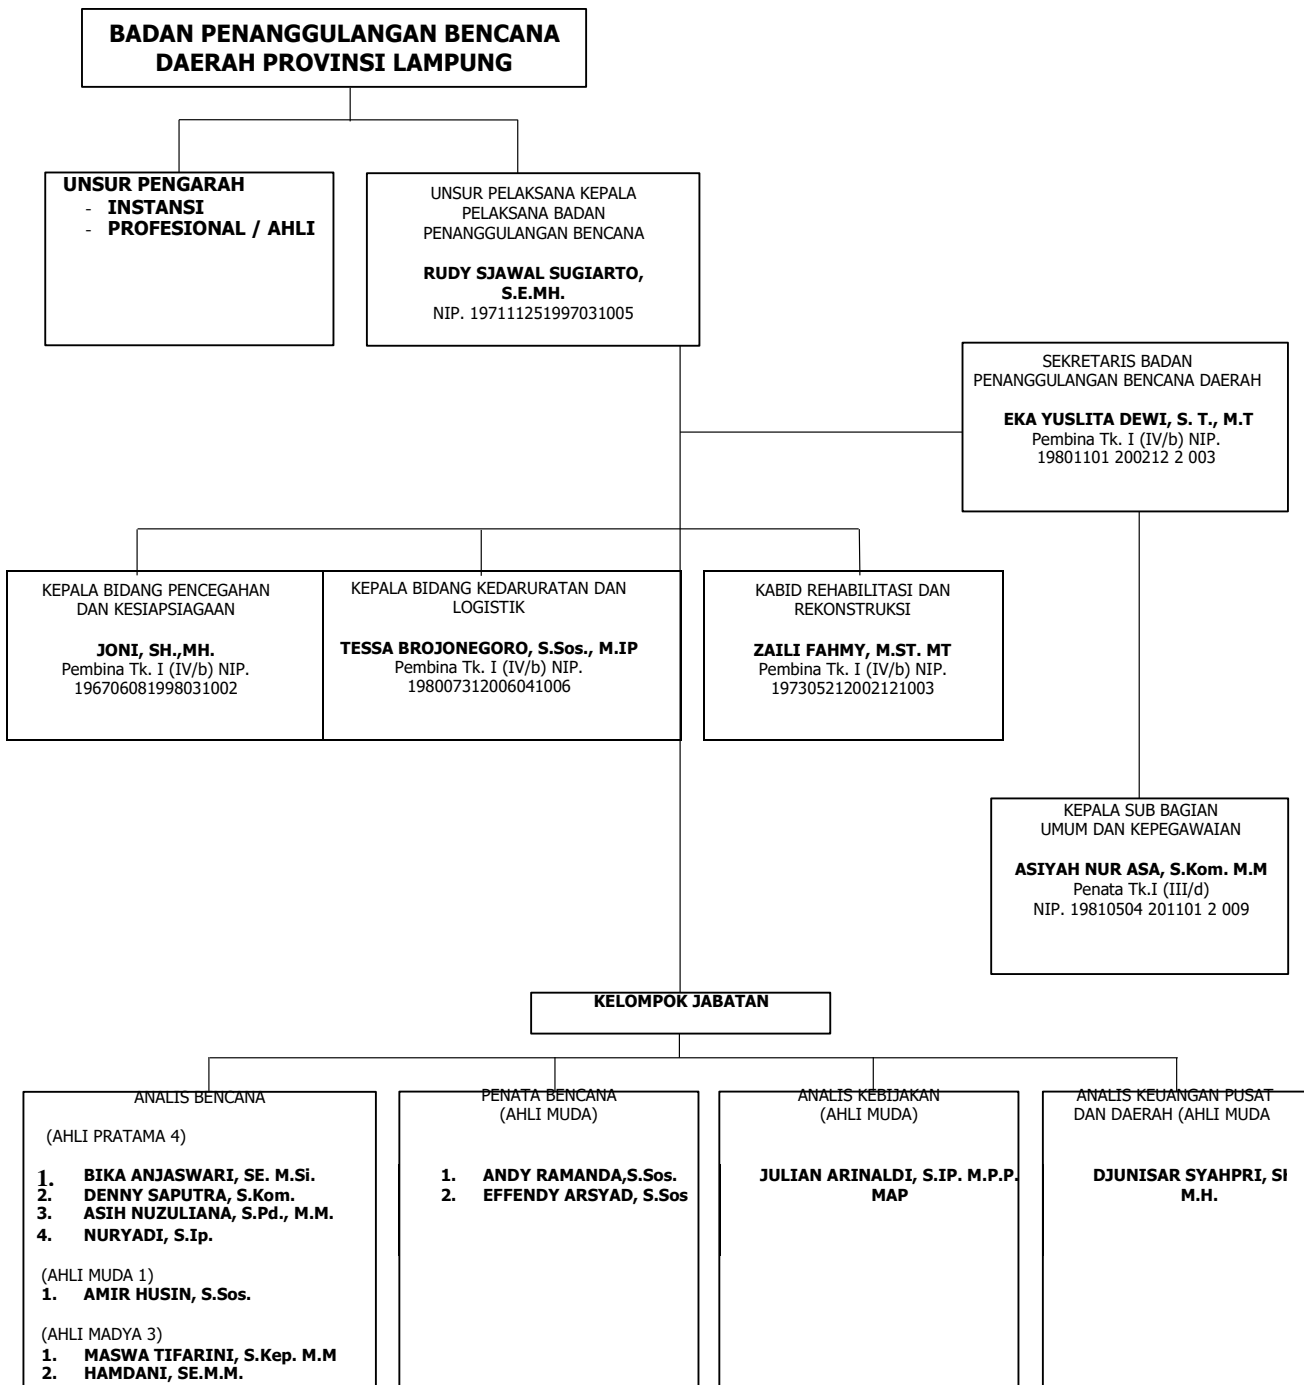 BADAN PENANGGULANGAN BENCANA
DAERAH PROVINSI LAMPUNG
UNSUR PENGARAH
- INSTANSI
- PROFESIONAL / AHLI
UNSUR PELAKSANA KEPALA
PELAKSANA BADAN
PENANGGULANGAN BENCANA
RUDY SJAWAL SUGIARTO,
S.E.MH.
NIP. 197111251997031005
SEKRETARIS BADAN
PENANGGULANGAN BENCANA DAERAH
EKA YUSLITA DEWI, S. T., M.T
Pembina Tk. I (IV/b) NIP.
19801101 200212 2 003
KEPALA BIDANG PENCEGAHAN
DAN KESIAPSIAGAAN
JONI, SH.,MH.
Pembina Tk. I (IV/b) NIP.
196706081998031002
KEPALA BIDANG KEDARURATAN DAN
LOGISTIK
TESSA BROJONEGORO, S.Sos., M.IP
Pembina Tk. I (IV/b) NIP.
198007312006041006
KABID REHABILITASI DAN
REKONSTRUKSI
ZAILI FAHMY, M.ST. MT
Pembina Tk. I (IV/b) NIP.
197305212002121003
KEPALA SUB BAGIAN
UMUM DAN KEPEGAWAIAN
ASIYAH NUR ASA, S.Kom. M.M
Penata Tk.I (III/d)
NIP. 19810504 201101 2 009
KELOMPOK JABATAN
ANALIS BENCANA
(AHLI PRATAMA 4)
1. BIKA ANJASWARI, SE. M.Si.
2. DENNY SAPUTRA, S.Kom.
3. ASIH NUZULIANA, S.Pd., M.M.
4. NURYADI, S.Ip.
(AHLI MUDA 1)
1. AMIR HUSIN, S.Sos.
(AHLI MADYA 3)
1. MASWA TIFARINI, S.Kep. M.M
2. HAMDANI, SE.M.M.
PENATA BENCANA
(AHLI MUDA)
1. ANDY RAMANDA,S.Sos.
2. EFFENDY ARSYAD, S.Sos
ANALIS KEBIJAKAN
(AHLI MUDA)
JULIAN ARINALDI, S.IP. M.P.P.
MAP
ANALIS KEUANGAN PUSAT
DAN DAERAH (AHLI MUDA
DJUNISAR SYAHPRI,
M.H.